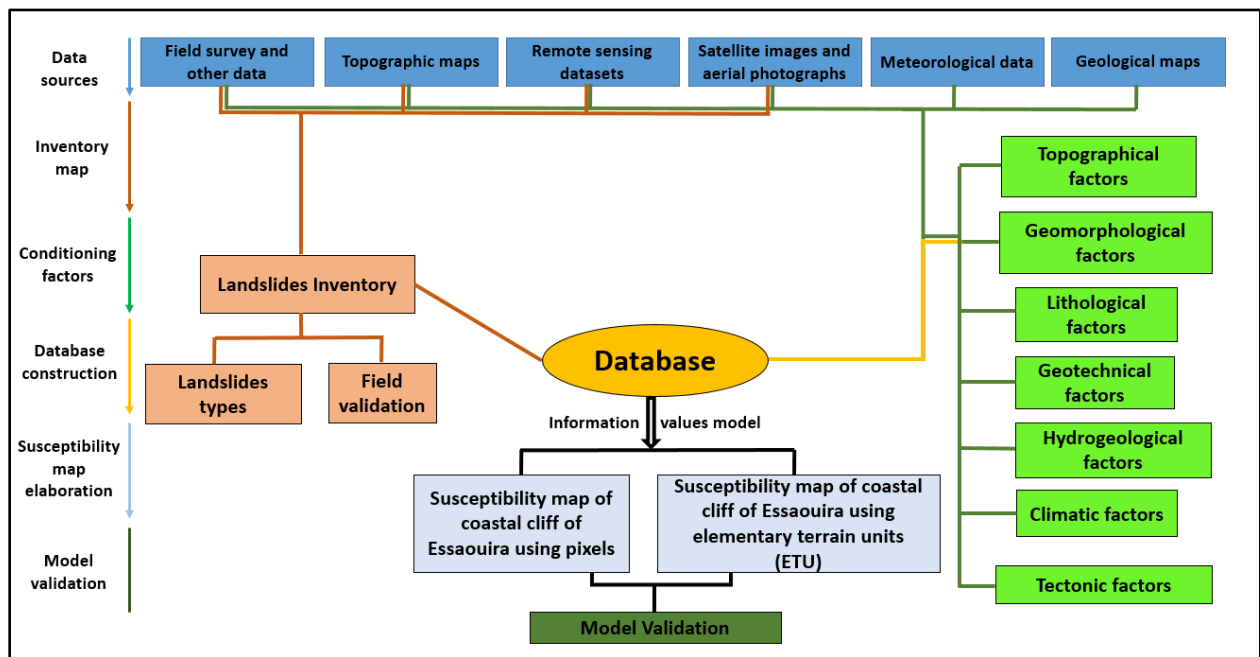 Data
sources
Field survey and
other data
Topographic maps
Remote sensing
datasets
Satellite images and
aerial photographs
Meteorological data
Geological maps
Inventory
map
Topographical
factors
Conditioning
factors
Geomorphological
factors
Landslides Inventory
Lithological
factors
Database
construction
Landslides
types
Field
validation
Database
Geotechnical
factors
Information values model
Susceptibility
map
elaboration
Hydrogeological
factors
Susceptibility map of
coastal cliff of
Essaouira using pixels
Susceptibility map of coastal
cliff of Essaouira using
elementary terrain units
(ETU)
Climatic factors
Model
validation
Tectonic factors
Model Validation